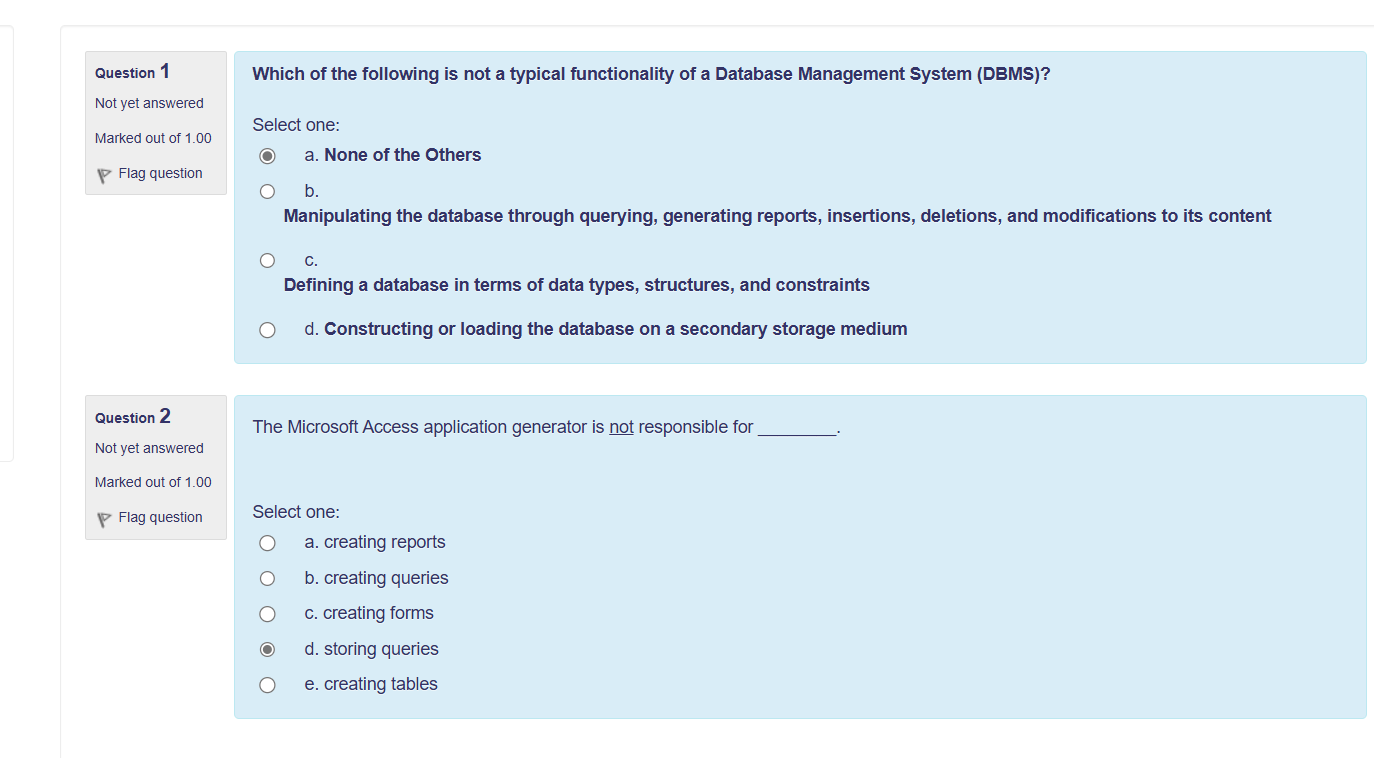 Question 1
Not yet answered
Marked out of 1.00
Flag question
Which of the following is not a typical functionality of a Database Management System (DBMS)?
Select one:
a. None of the Others
b.
Manipulating the database through querying, generating reports, insertions, deletions, and modifications to its content
c.
Defining a database in terms of data types, structures, and constraints
d. Constructing or loading the database on a secondary storage medium
Question 2
Not yet answered
Marked out of 1.00
Flag question
The Microsoft Access application generator is not responsible for ________.
Select one:
a. creating reports
b. creating queries
c. creating forms
d. storing queries
e. creating tables